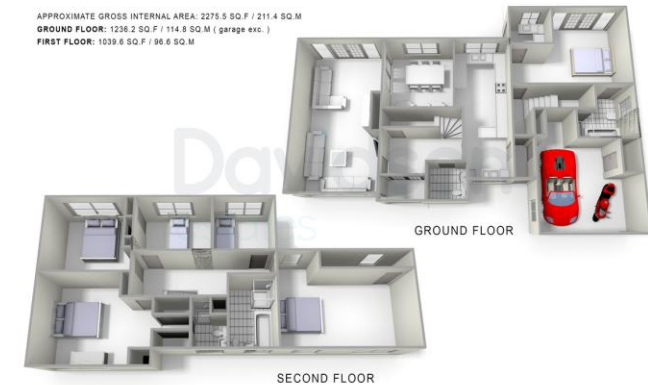 APPROXIMATE GROSS INTERNAL AREA: 2275.5 SQ.F / 211.4 SQ.M
GROUND FLOOR: 1236.2 SQ.F / 114.8 SQ.M ( garage exc. )
FIRST FLOOR: 1039.6 SQ.F / 96.6 SQ.M
GROUND FLOOR
SECOND FLOOR